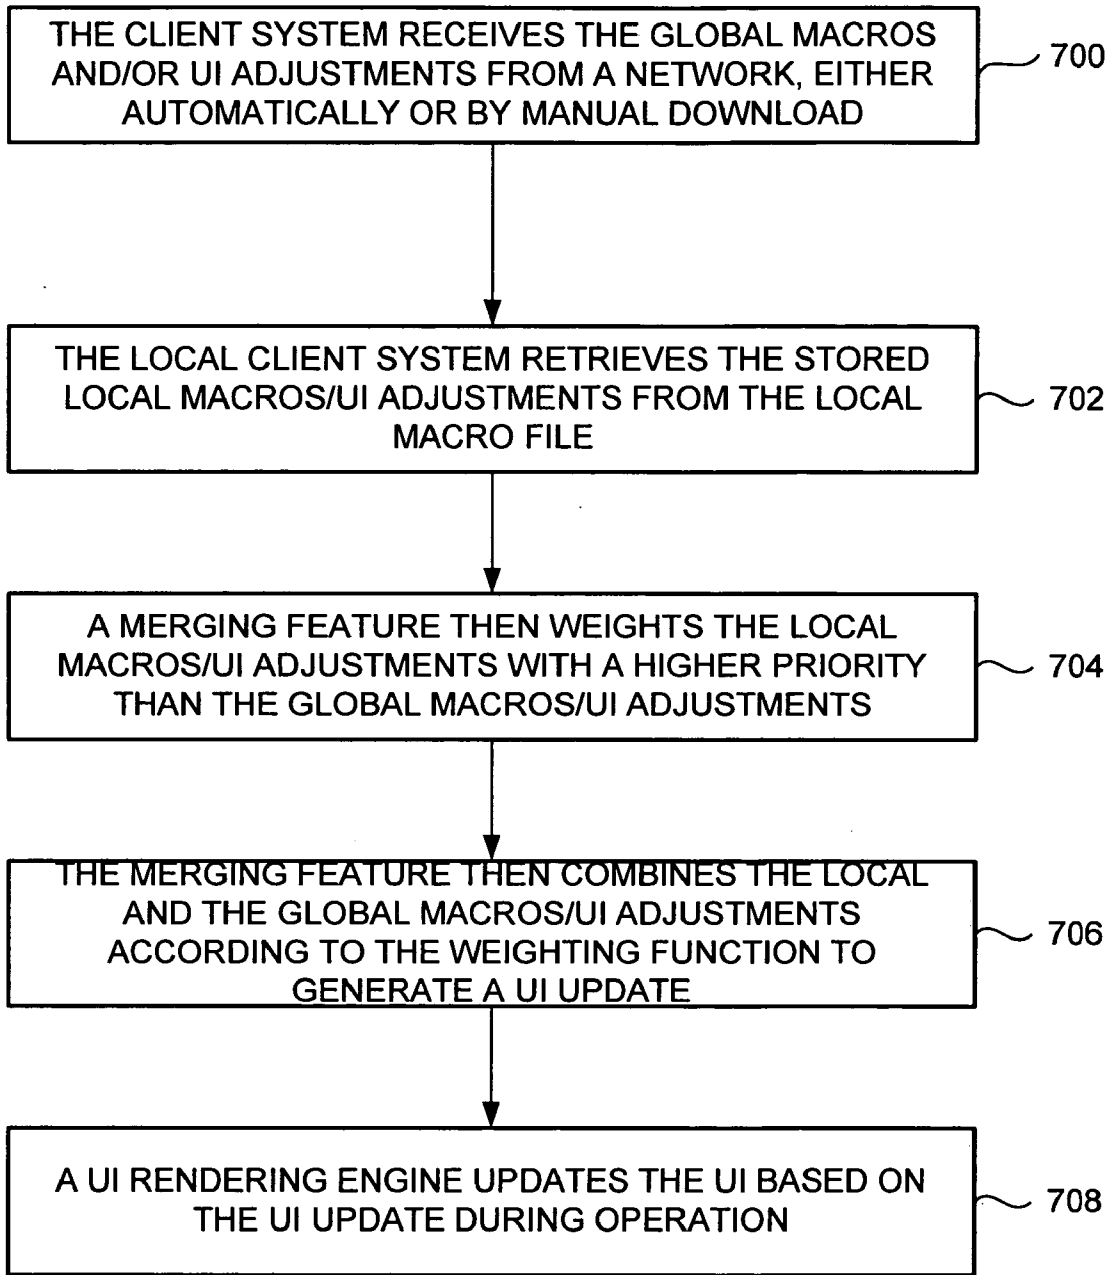 THE CLIENT SYSTEM RECEIVES THE GLOBAL MACROS
AND/OR UI ADJUSTMENTS FROM A NETWORK, EITHER
AUTOMATICALLY OR BY MANUAL DOWNLOAD
700
THE LOCAL CLIENT SYSTEM RETRIEVES THE STORED
LOCAL MACROS/UI ADJUSTMENTS FROM THE LOCAL
MACRO FILE
702
A MERGING FEATURE THEN WEIGHTS THE LOCAL
MACROS/UI ADJUSTMENTS WITH A HIGHER PRIORITY
THAN THE GLOBAL MACROS/UI ADJUSTMENTS
704
THE MERGING FEATURE THEN COMBINES THE LOCAL
AND THE GLOBAL MACROS/UI ADJUSTMENTS
ACCORDING TO THE WEIGHTING FUNCTION TO
GENERATE A UI UPDATE
706
A UI RENDERING ENGINE UPDATES THE UI BASED ON
THE UI UPDATE DURING OPERATION
708